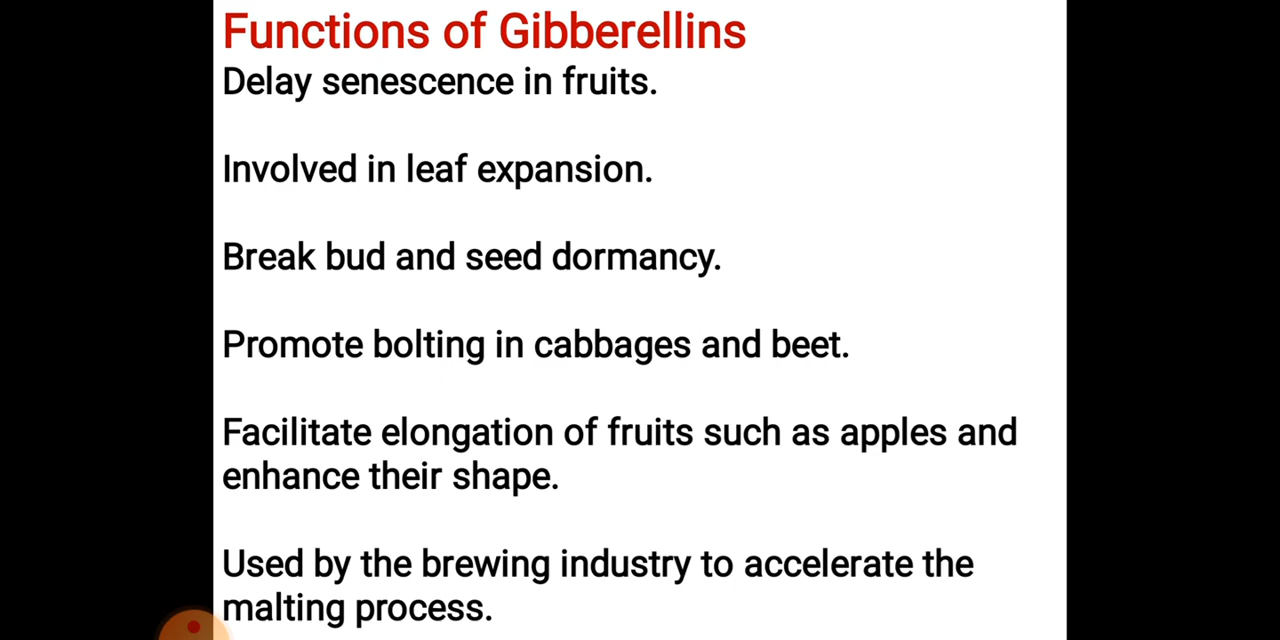 Functions of Gibberellins
Delay senescence in fruits.
Involved in leaf expansion.
Break bud and seed dormancy.
Promote bolting in cabbages and beet.
Facilitate elongation of fruits such as apples and
enhance their shape.
Used by the brewing industry to accelerate the
malting process.